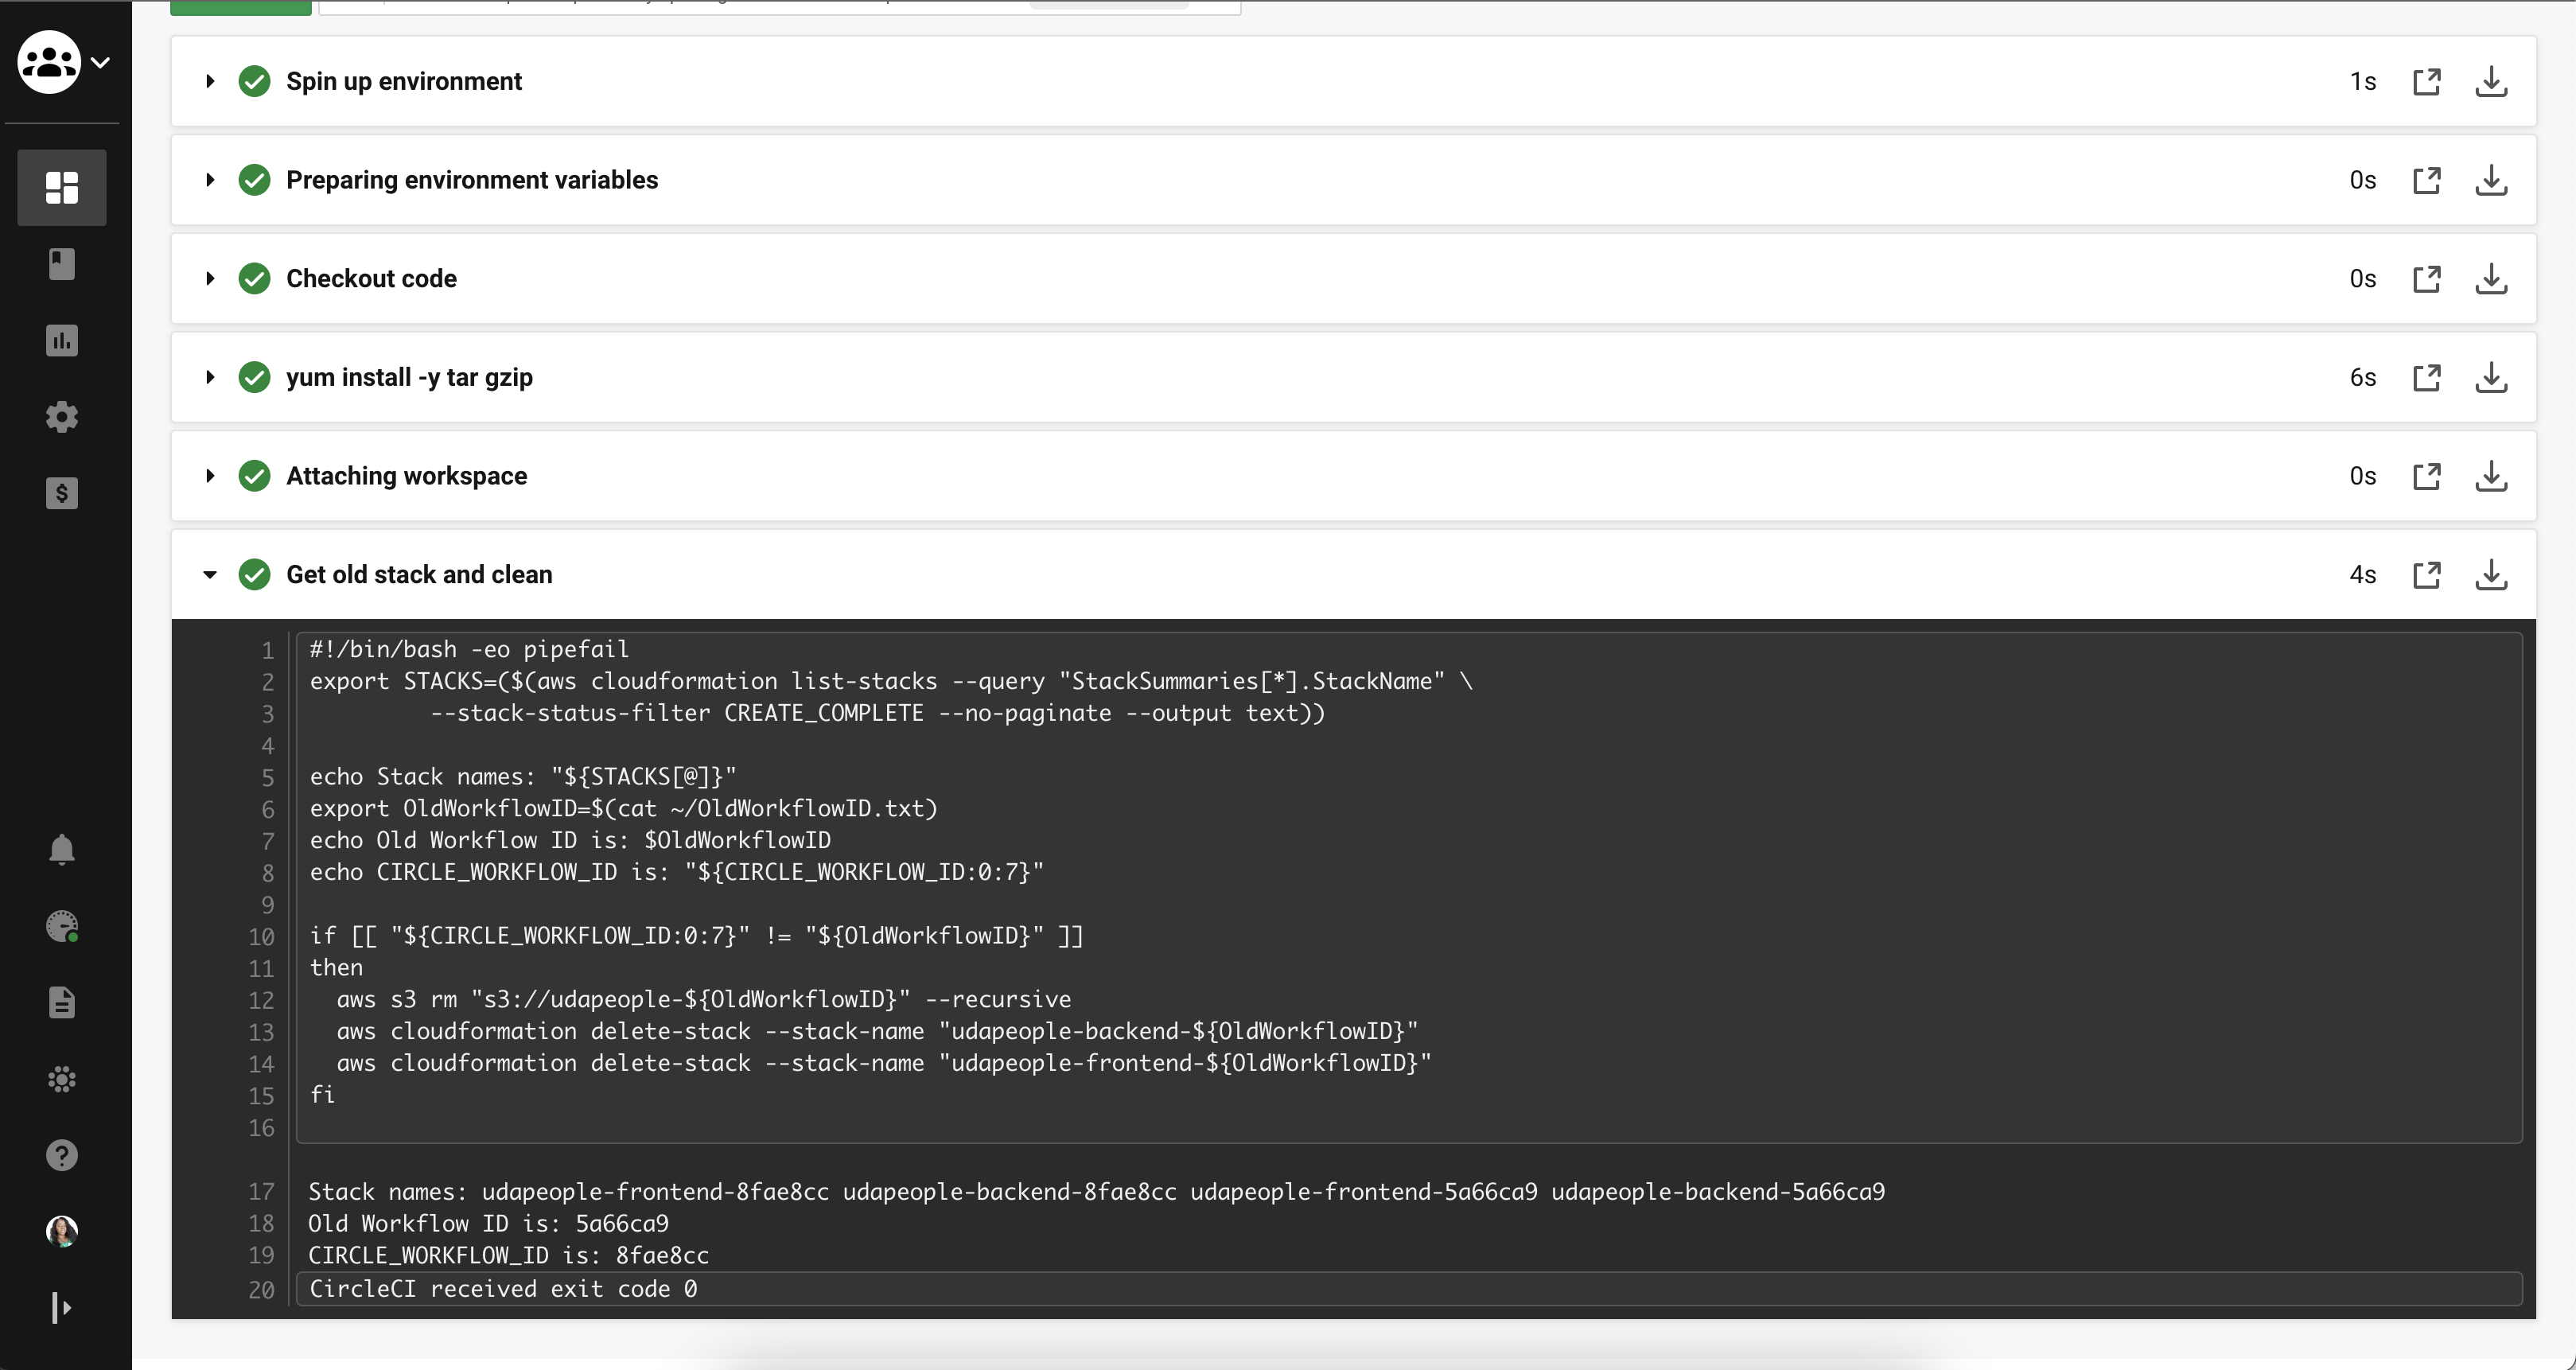 Spin up environment 1s
Preparing environment variables 0s
Checkout code 0s
yum install -y tar gzip 6s
Attaching workspace 0s
Get old stack and clean 4s
1 #!/bin/bash -eo pipefail
2 export STACKS=($(aws cloudformation list-stacks --query "StackSummaries[*].StackName" \
3 --stack-status-filter CREATE_COMPLETE --no-paginate --output text))
4
5 echo Stack names: "${STACKS[@]}"
6 export OldWorkflowID=$(cat ~/OldWorkflowID.txt)
7 echo Old Workflow ID is: $OldWorkflowID
8 echo CIRCLE_WORKFLOW_ID is: "${CIRCLE_WORKFLOW_ID:0:7}"
9
10 if [[ "${CIRCLE_WORKFLOW_ID:0:7}" != "${OldWorkflowID}" ]]
11 then
12 aws s3 rm "s3://udapeople-${OldWorkflowID}" --recursive
13 aws cloudformation delete-stack --stack-name "udapeople-backend-${OldWorkflowID}"
14 aws cloudformation delete-stack --stack-name "udapeople-frontend-${OldWorkflowID}"
15 fi
16
17 Stack names: udapeople-frontend-8fae8cc udapeople-backend-8fae8cc udapeople-frontend-5a66ca9 udapeople-backend-5a66ca9
18 Old Workflow ID is: 5a66ca9
19 CIRCLE_WORKFLOW_ID is: 8fae8cc
20 CircleCI received exit code 0